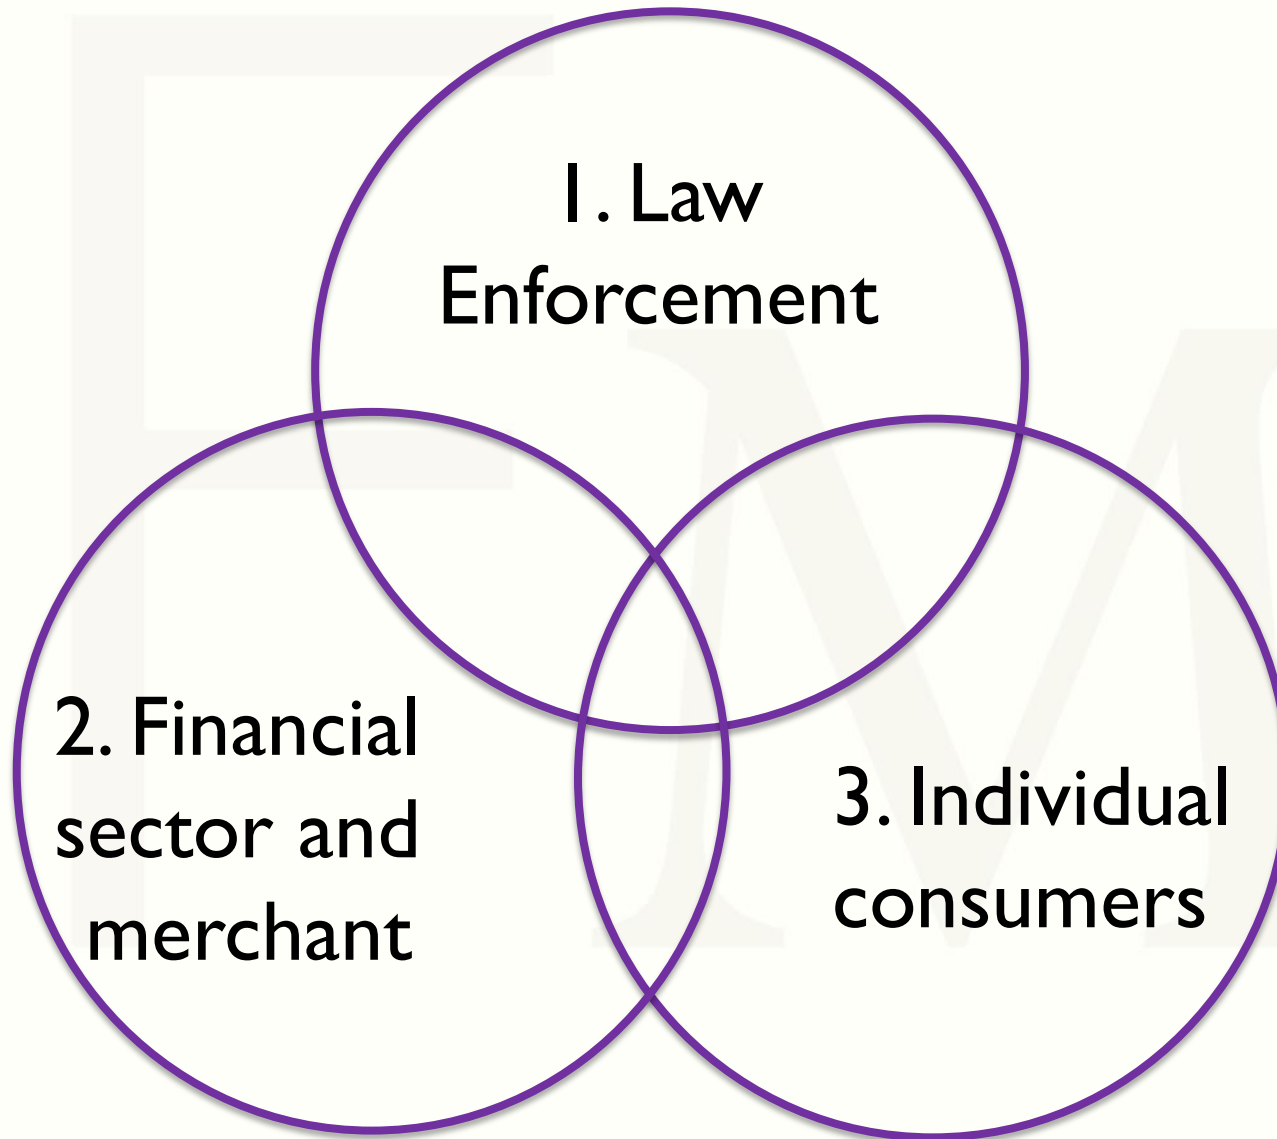 1. Law
Enforcement
2. Financial
sector and
merchant
3. Individual
consumers